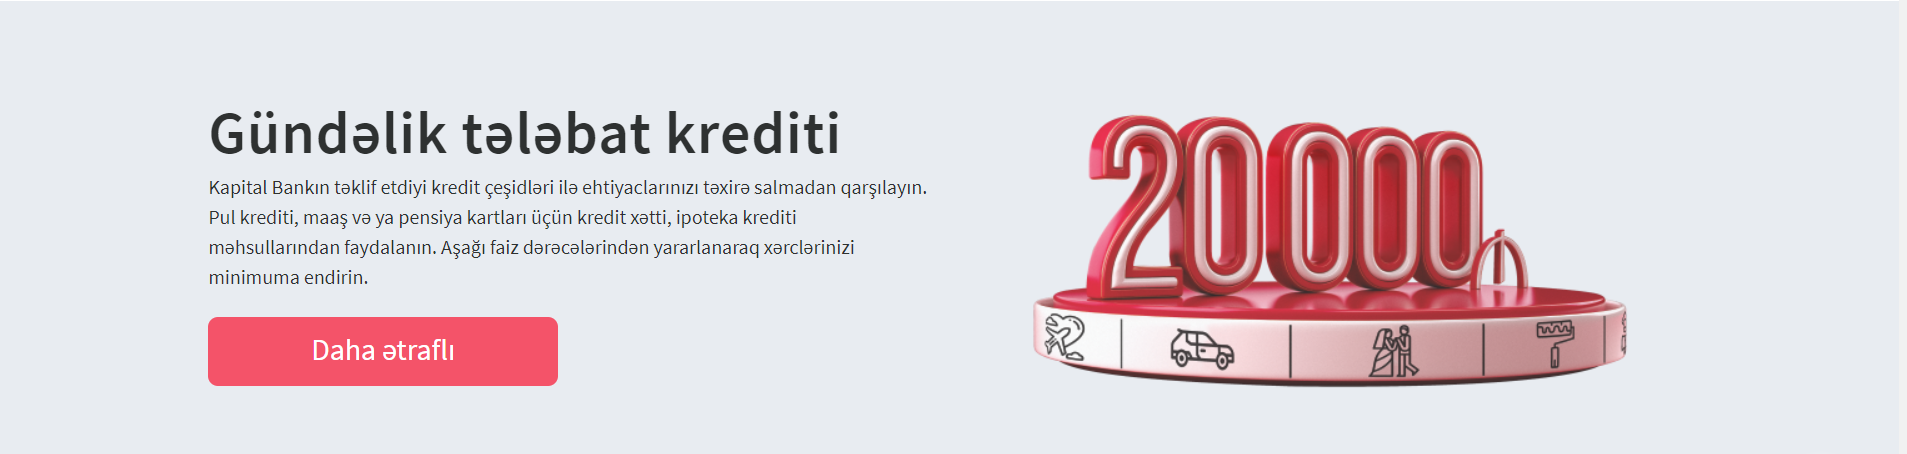 Gündəlik tələbat krediti
Kapital Bankın təklif etdiyi kredit çeşidləri ilə ehtiyaclarınızı təxirə salmadan qarşılayın.
Pul krediti, maaş və ya pensiya kartları üçün kredit xətti, ipoteka krediti
məhsullarından faydalanın. Aşağı faiz dərəcələrindən yararlanaraq xərclərinizi
minimuma endirin.
Daha ətraflı
20000 ₼